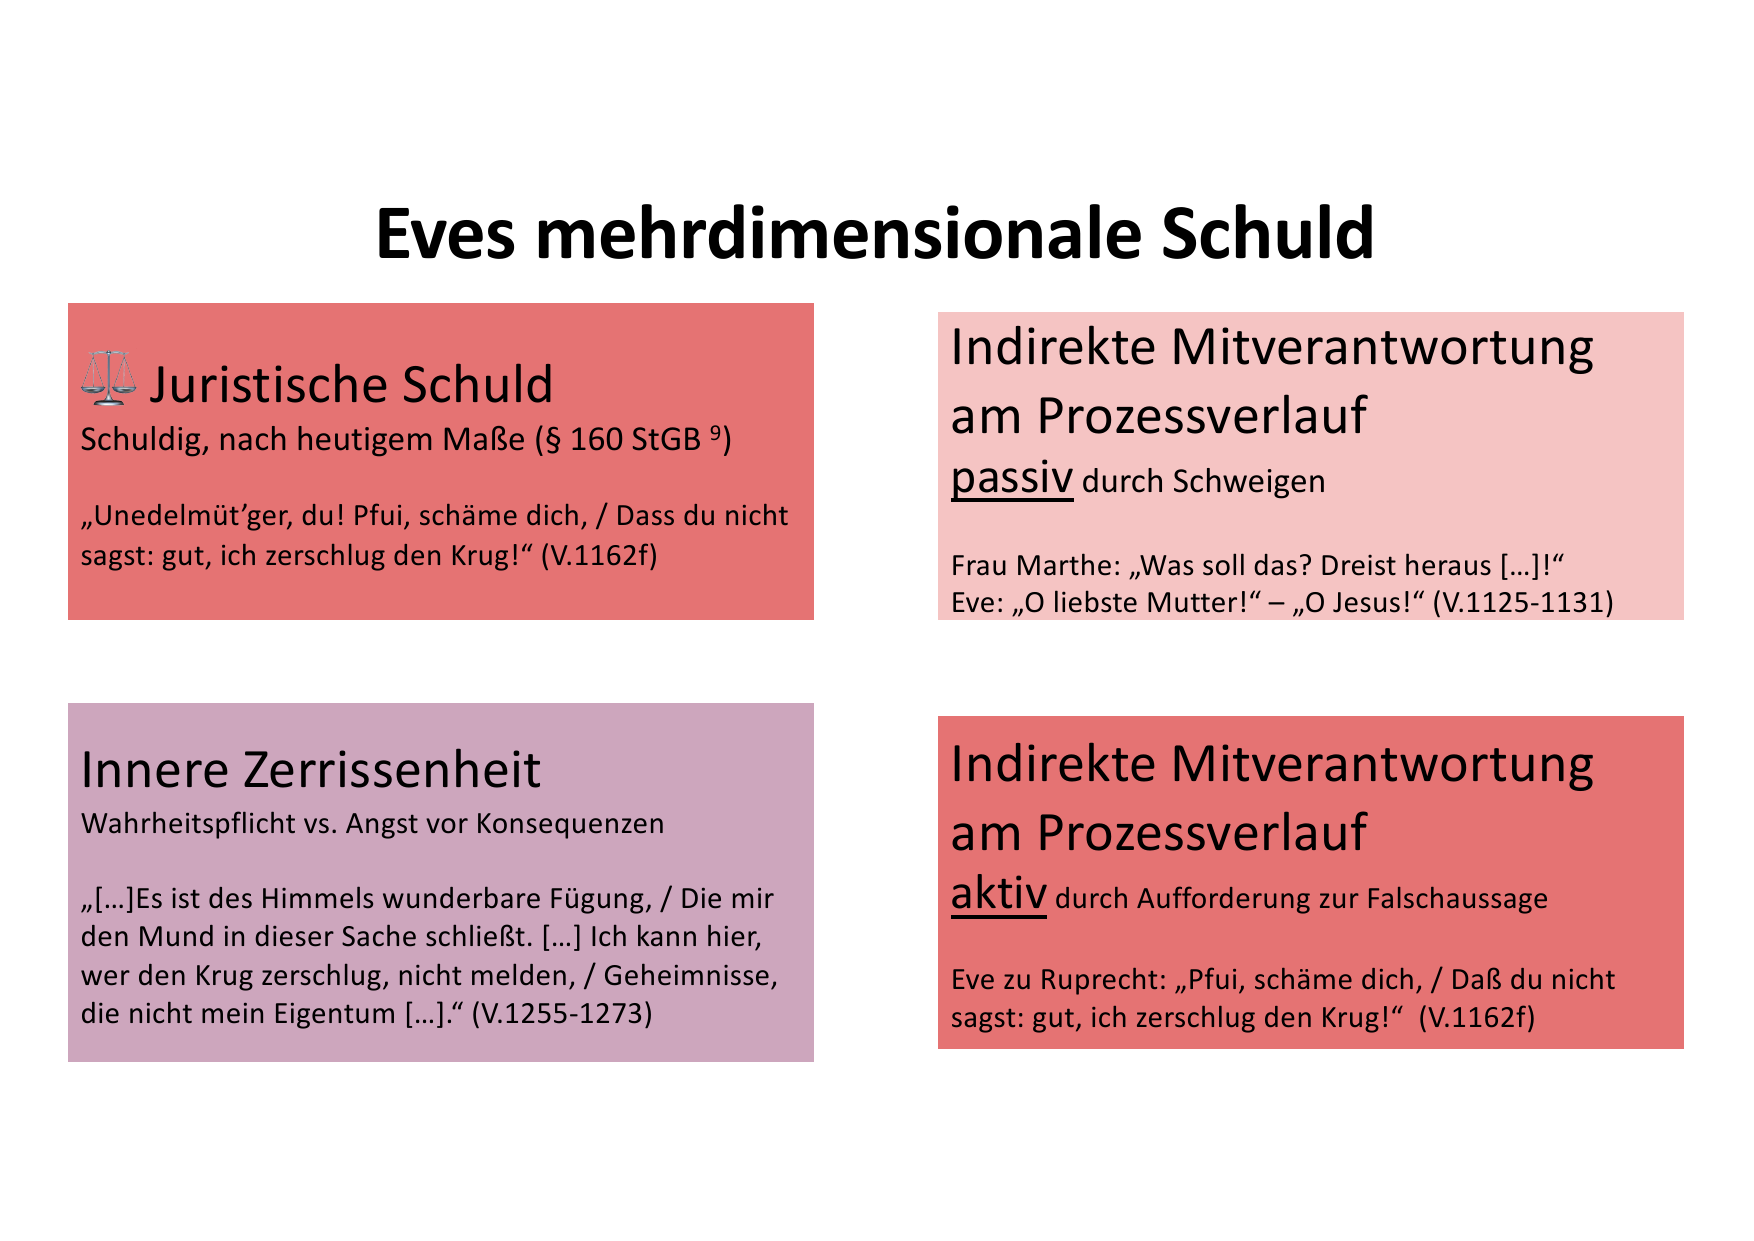 Eves mehrdimensionale Schuld
⚖ Juristische Schuld
Schuldig, nach heutigem Maße (§ 160 StGB ⁹)
„Unedelmüt’ger, du! Pfui, schäme dich, / Dass du nicht
sagst: gut, ich zerschlug den Krug!“ (V.1162f)
Indirekte Mitverantwortung
am Prozessverlauf
passiv durch Schweigen
Frau Marthe: „Was soll das? Dreist heraus […]!“
Eve: „O liebste Mutter!“ – „O Jesus!“ (V.1125-1131)
Innere Zerrissenheit
Wahrheitspflicht vs. Angst vor Konsequenzen
„[…]Es ist des Himmels wunderbare Fügung, / Die mir
den Mund in dieser Sache schließt. […] Ich kann hier,
wer den Krug zerschlug, nicht melden, / Geheimnisse,
die nicht mein Eigentum […].“ (V.1255-1273)
Indirekte Mitverantwortung
am Prozessverlauf
aktiv durch Aufforderung zur Falschaussage
Eve zu Ruprecht: „Pfui, schäme dich, / Daß du nicht
sagst: gut, ich zerschlug den Krug!“ (V.1162f)